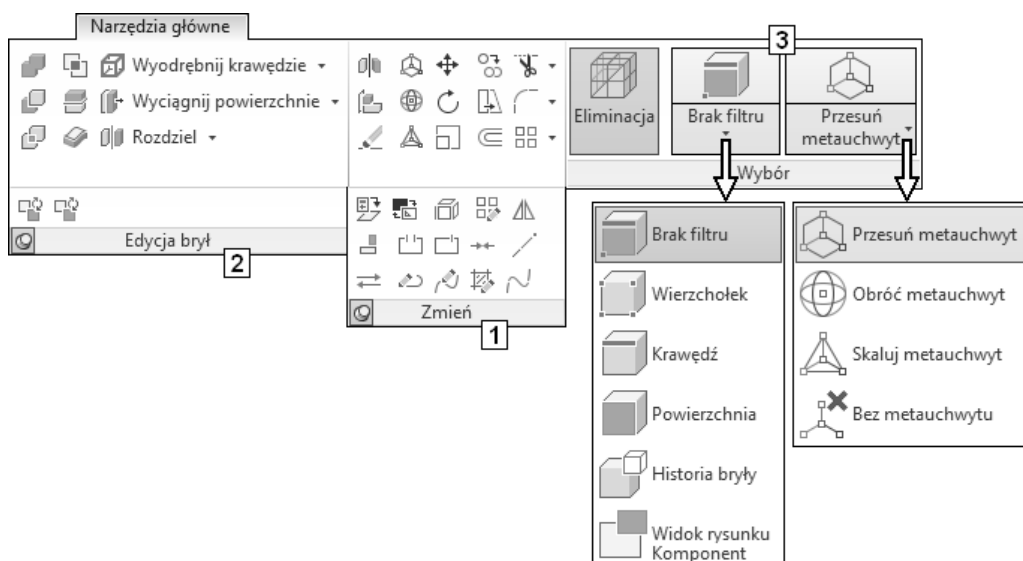 Narzędzia główne
3
Wyodrębnij krawędzie
Wyciągnij powierzchnie
Rozdziel
Eliminacja
Brak filtru
Przesuń
metauchwyt
Wybór
Edycja brył
2
Zmień
1
Brak filtru
Wierzchołek
Krawędź
Powierzchnia
Historia bryły
Widok rysunku
Komponent
Przesuń metauchwyt
Obróć metauchwyt
Skaluj metauchwyt
Bez metauchwytu